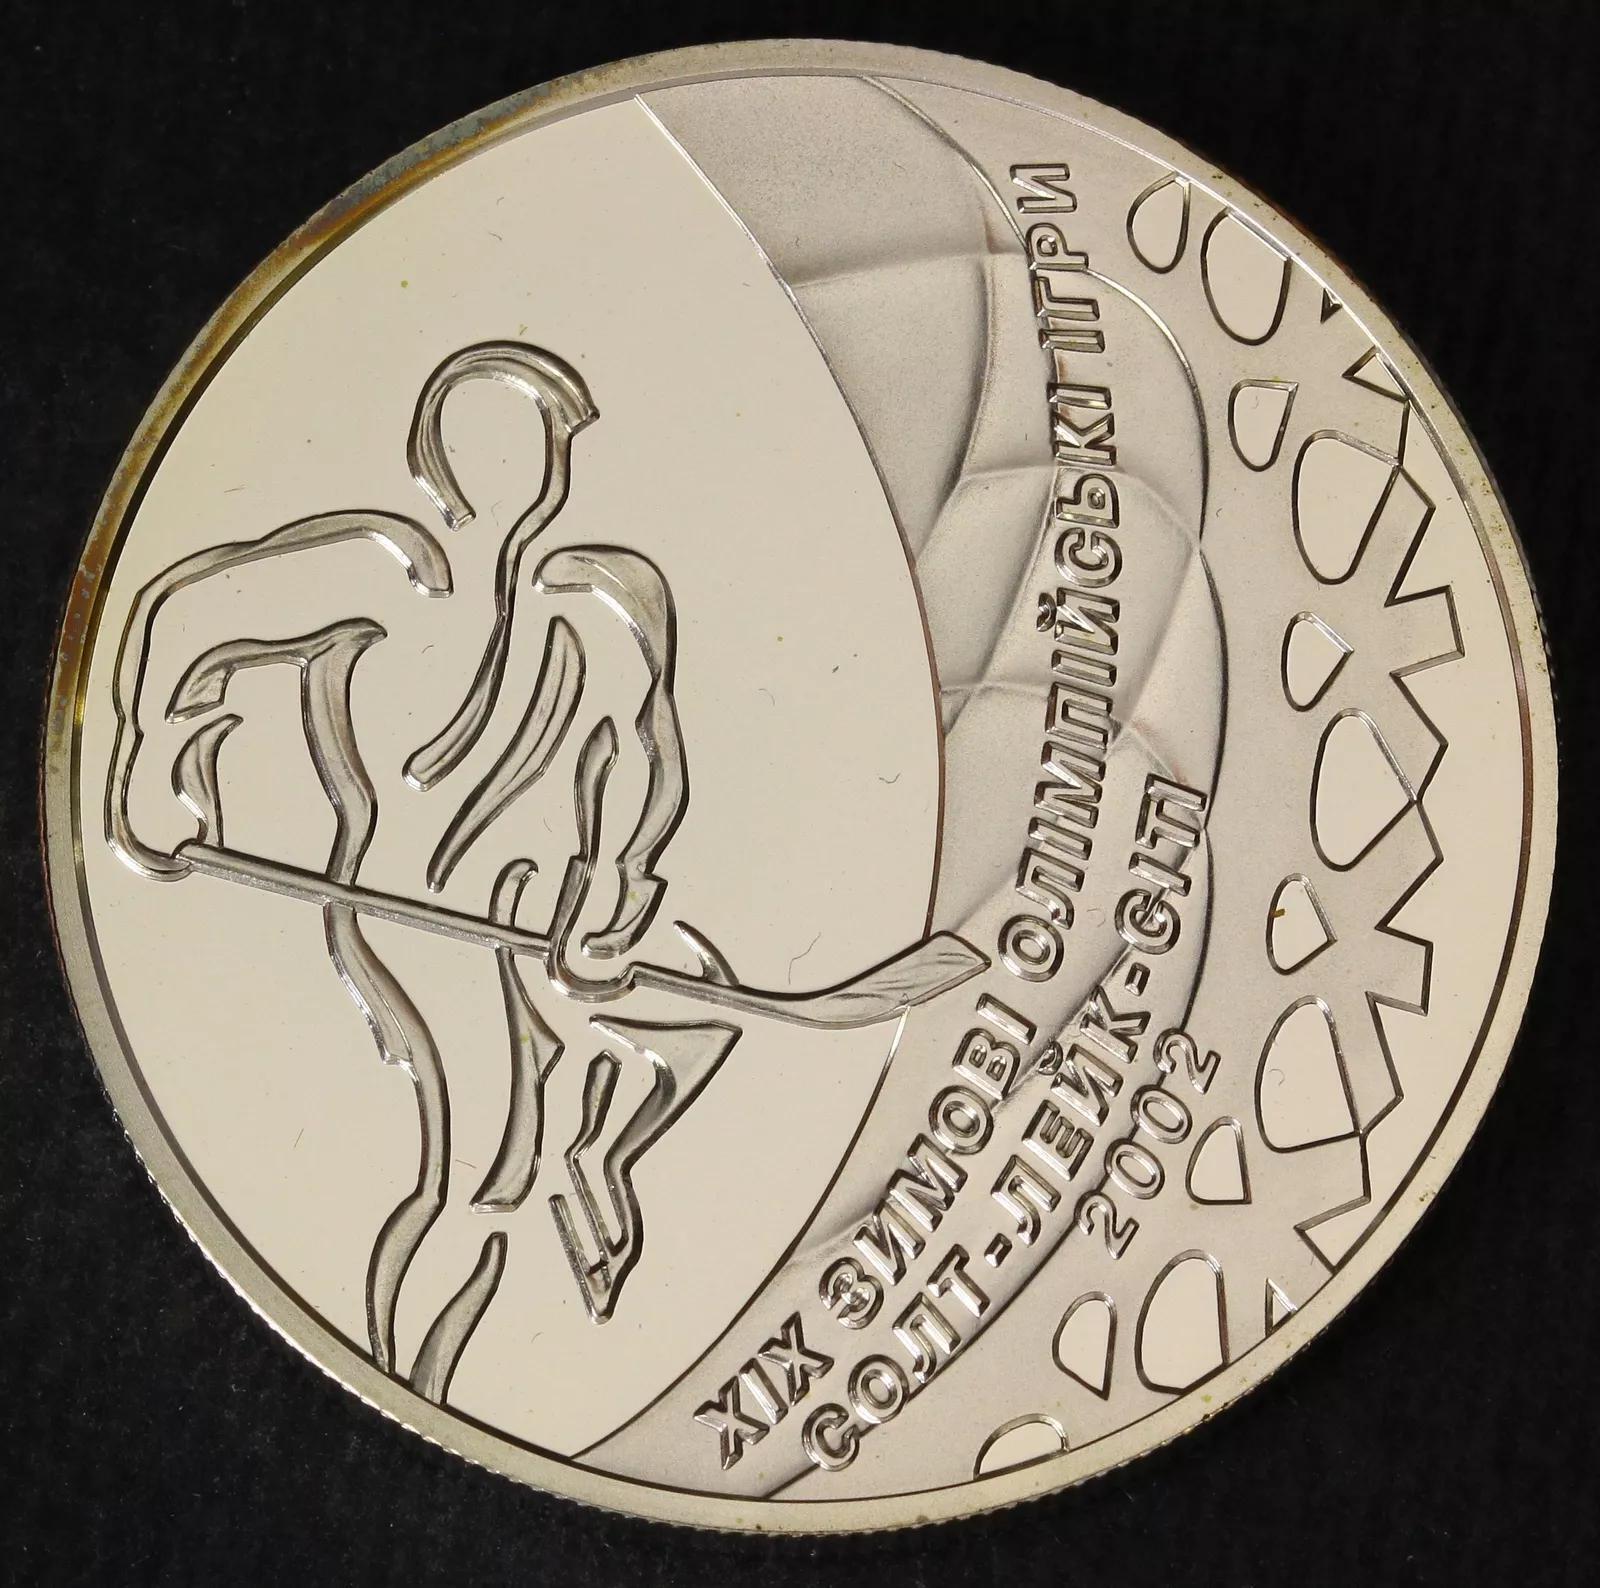 XIX ЗИМОВІ ОЛІМПІЙСЬКІ ІГРИ
СОЛТ-ЛЕЙК-СІТІ
2002